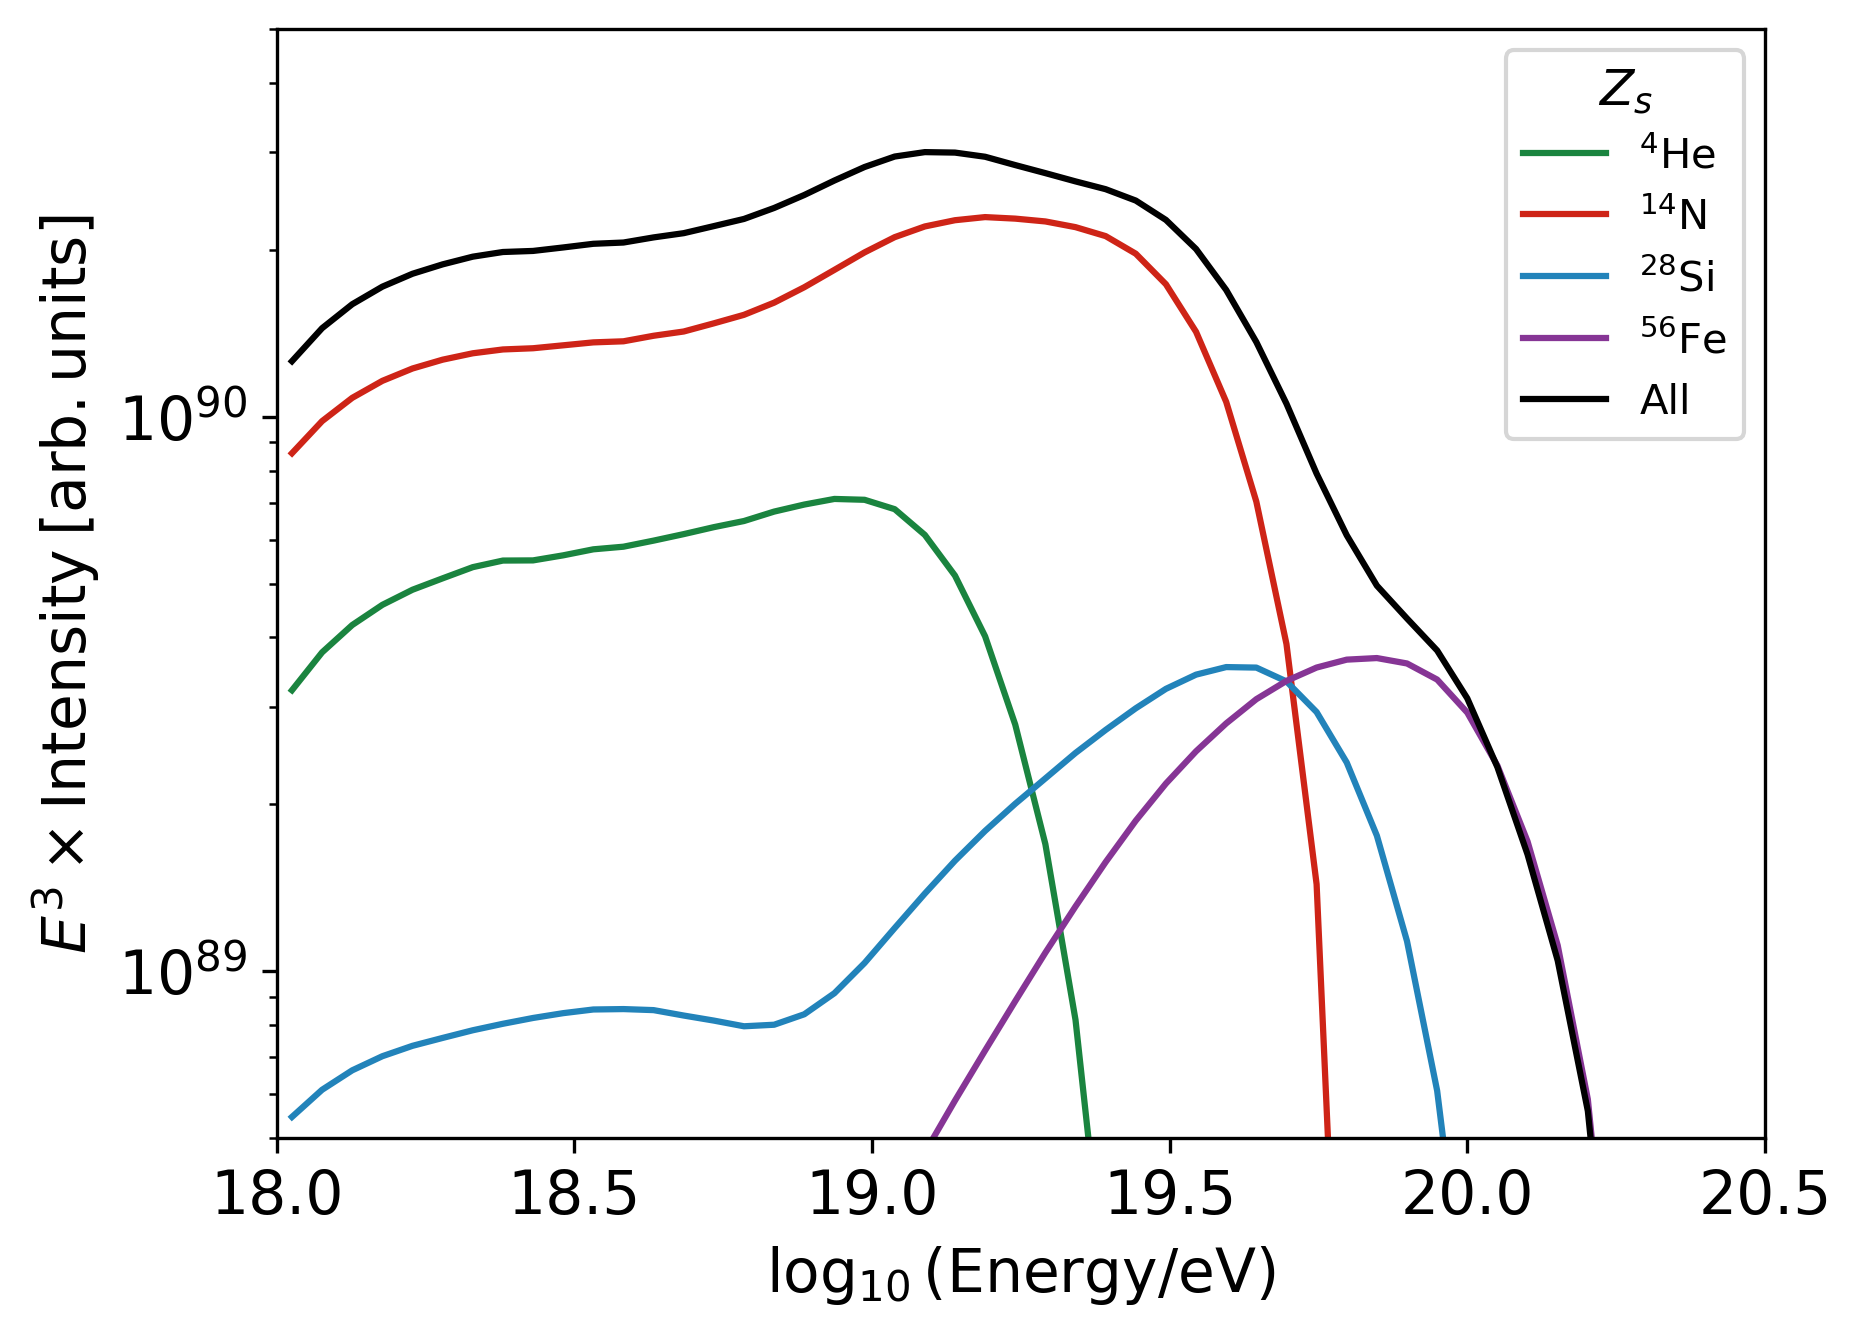 E³ × Intensity [arb. units]
10⁹⁰
10⁸⁹
Zₛ
⁴He
¹⁴N
²⁸Si
⁵⁶Fe
All
18.0 18.5 19.0 19.5 20.0 20.5
log₁₀ (Energy/eV)